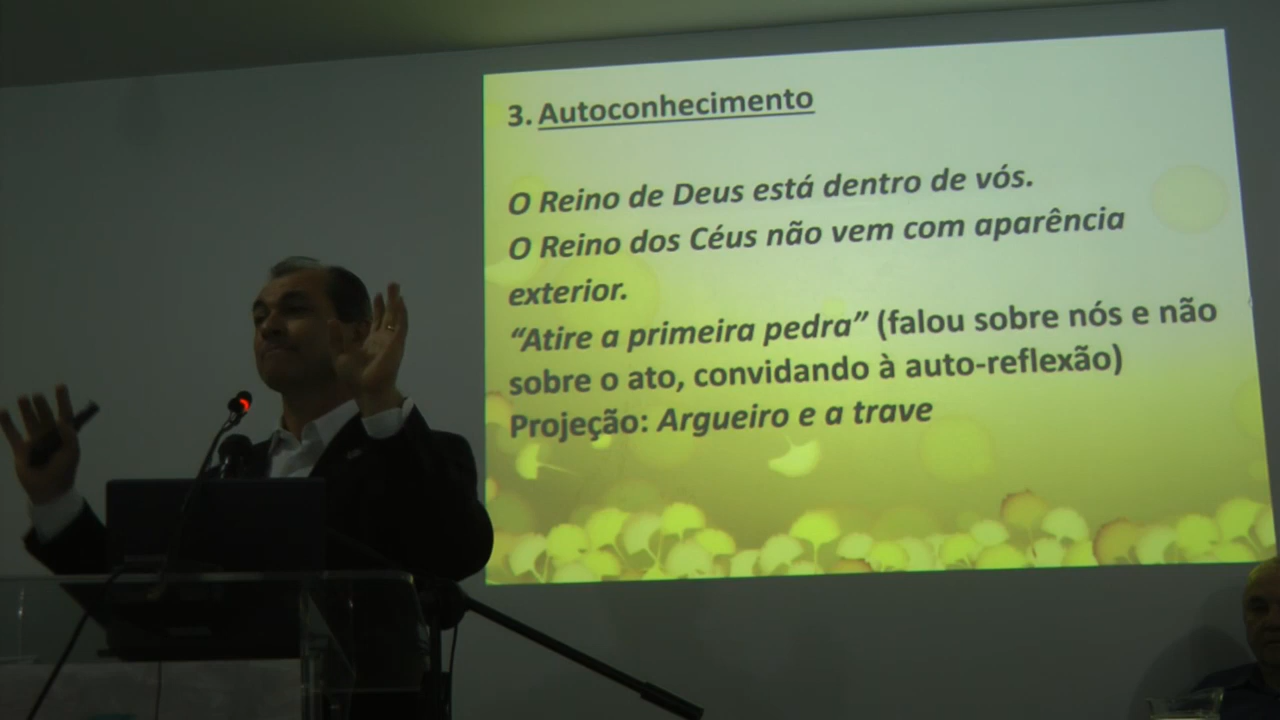 3. Autoconhecimento
O Reino de Deus está dentro de vós.
O Reino dos Céus não vem com aparência
exterior.
“Atire a primeira pedra” (falou sobre nós e não
sobre o ato, convidando à auto-reflexão)
Projeção: Argueiro e a trave